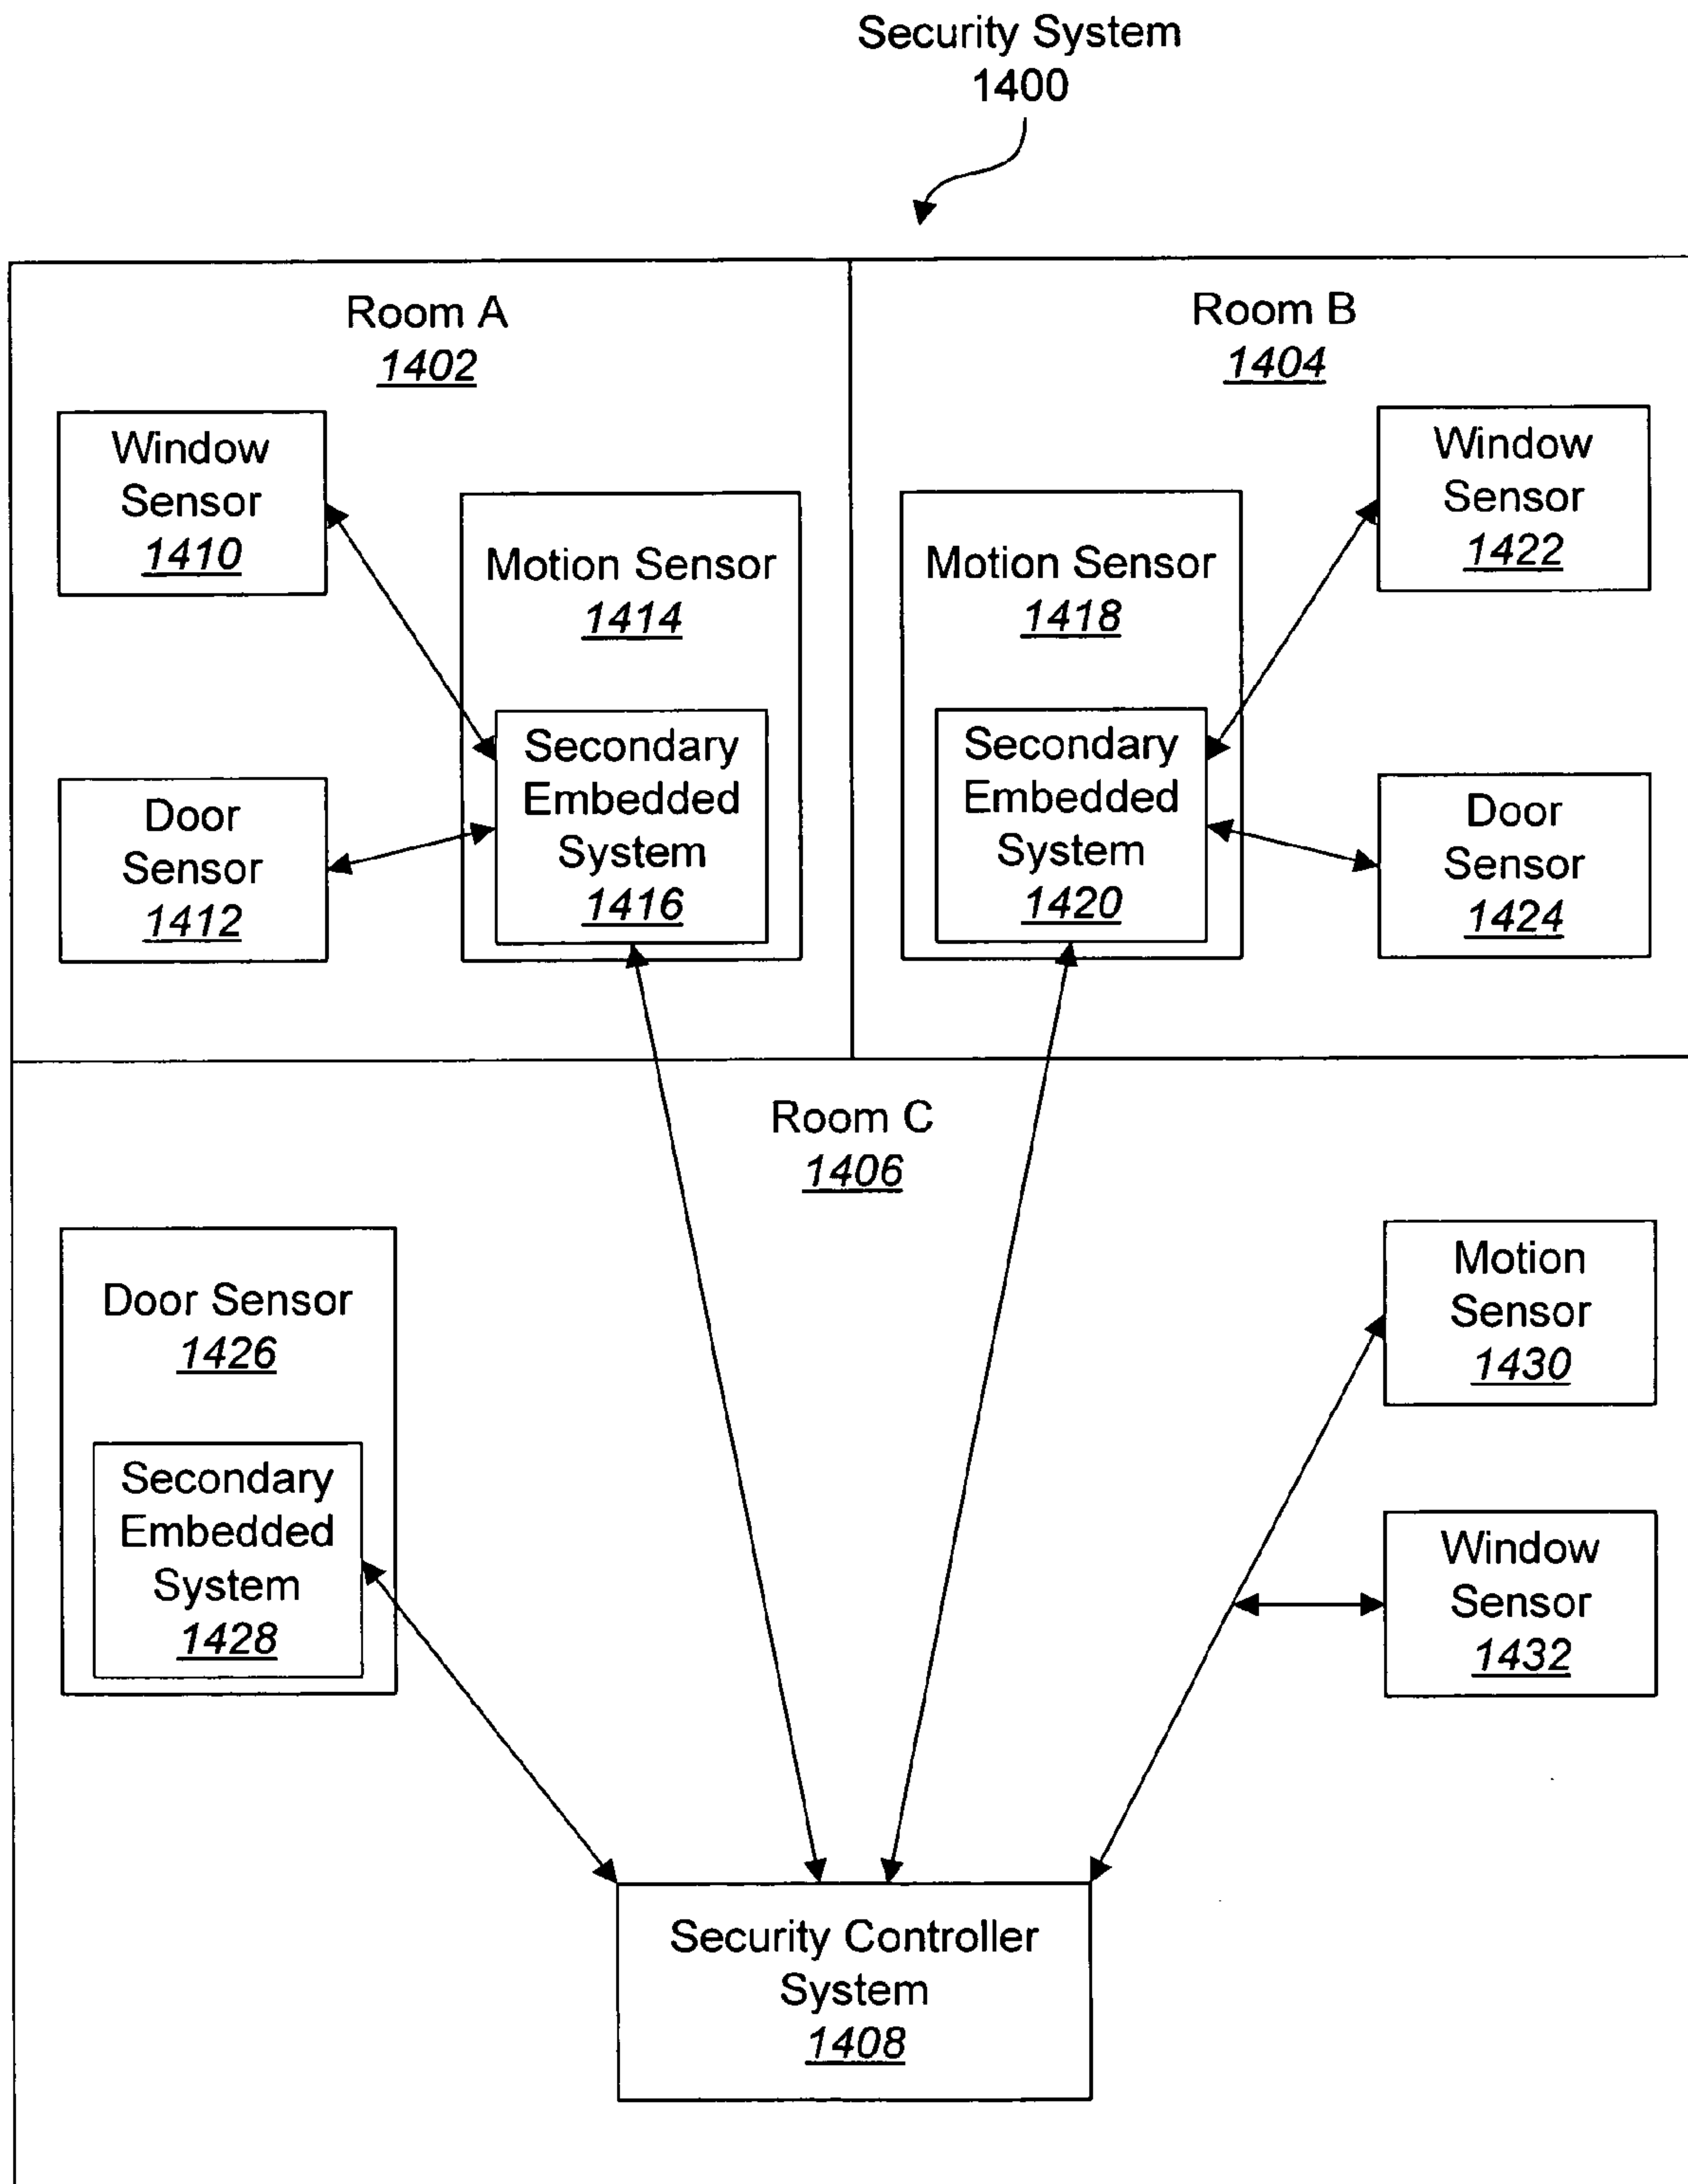 Security System
1400
Room A
1402
Window
Sensor
1410
Motion Sensor
1414
Secondary
Embedded
System
1416
Door
Sensor
1412
Room B
1404
Motion Sensor
1418
Secondary
Embedded
System
1420
Window
Sensor
1422
Door
Sensor
1424
Room C
1406
Door Sensor
1426
Secondary
Embedded
System
1428
Motion
Sensor
1430
Window
Sensor
1432
Security Controller
System
1408